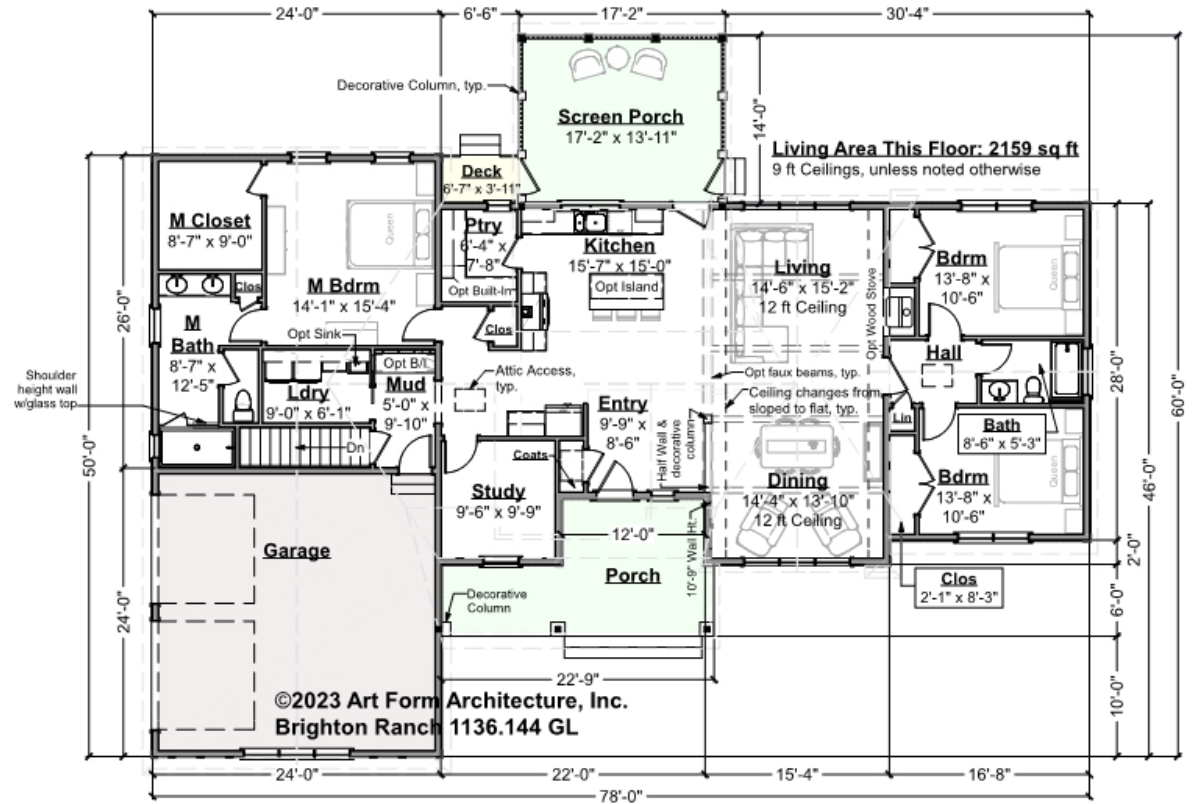 24'-0"
6'-6"
17'-2"
30'-4"
Decorative Column, typ.
Screen Porch
17'-2" x 13'-11"
14'-0"
Living Area This Floor: 2159 sq ft
9 ft Ceilings, unless noted otherwise
60'-0"
Deck
6'-7" x 3'-11"
M Closet
8'-7" x 9'-0"
Queen
M Bdrm
14'-1" x 15'-4"
Clos
Opt Sink
Ptry
6'-4" x
7'-8"
Opt Built-In
Clos
Kitchen
15'-7" x 15'-0"
Opt Island
Living
14'-6" x 15'-2"
12 ft Ceiling
Opt Wood Stove
Bdrm
13'-8" x
10'-6"
Queen
26'-0"
50'-0"
M
Bath
8'-7" x
12'-5"
Shoulder
height wall
w/glass top
Ldry
9'-0" x 6'-1"
Opt B/I
Mud
5'-0" x
9'-10"
Dn
Attic Access,
typ.
Entry
9'-9" x
8'-6"
Coats
Half Wall &
decorative
column
Opt faux beams, typ.
Ceiling changes from
sloped to flat, typ.
Hall
Lin
Bath
8'-6" x 5'-3"
28'-0"
46'-0"
Study
9'-6" x 9'-9"
Dining
14'-4" x 13'-10"
12 ft Ceiling
Bdrm
13'-8" x
10'-6"
Queen
Garage
12'-0"
10'-9" Wall Ht.
Porch
Decorative
Column
Clos
2'-1" x 8'-3"
2'-0"
6'-0"
24'-0"
22'-9"
10'-0"
©2023 Art Form Architecture, Inc.
Brighton Ranch 1136.144 GL
24'-0"
22'-0"
15'-4"
16'-8"
78'-0"